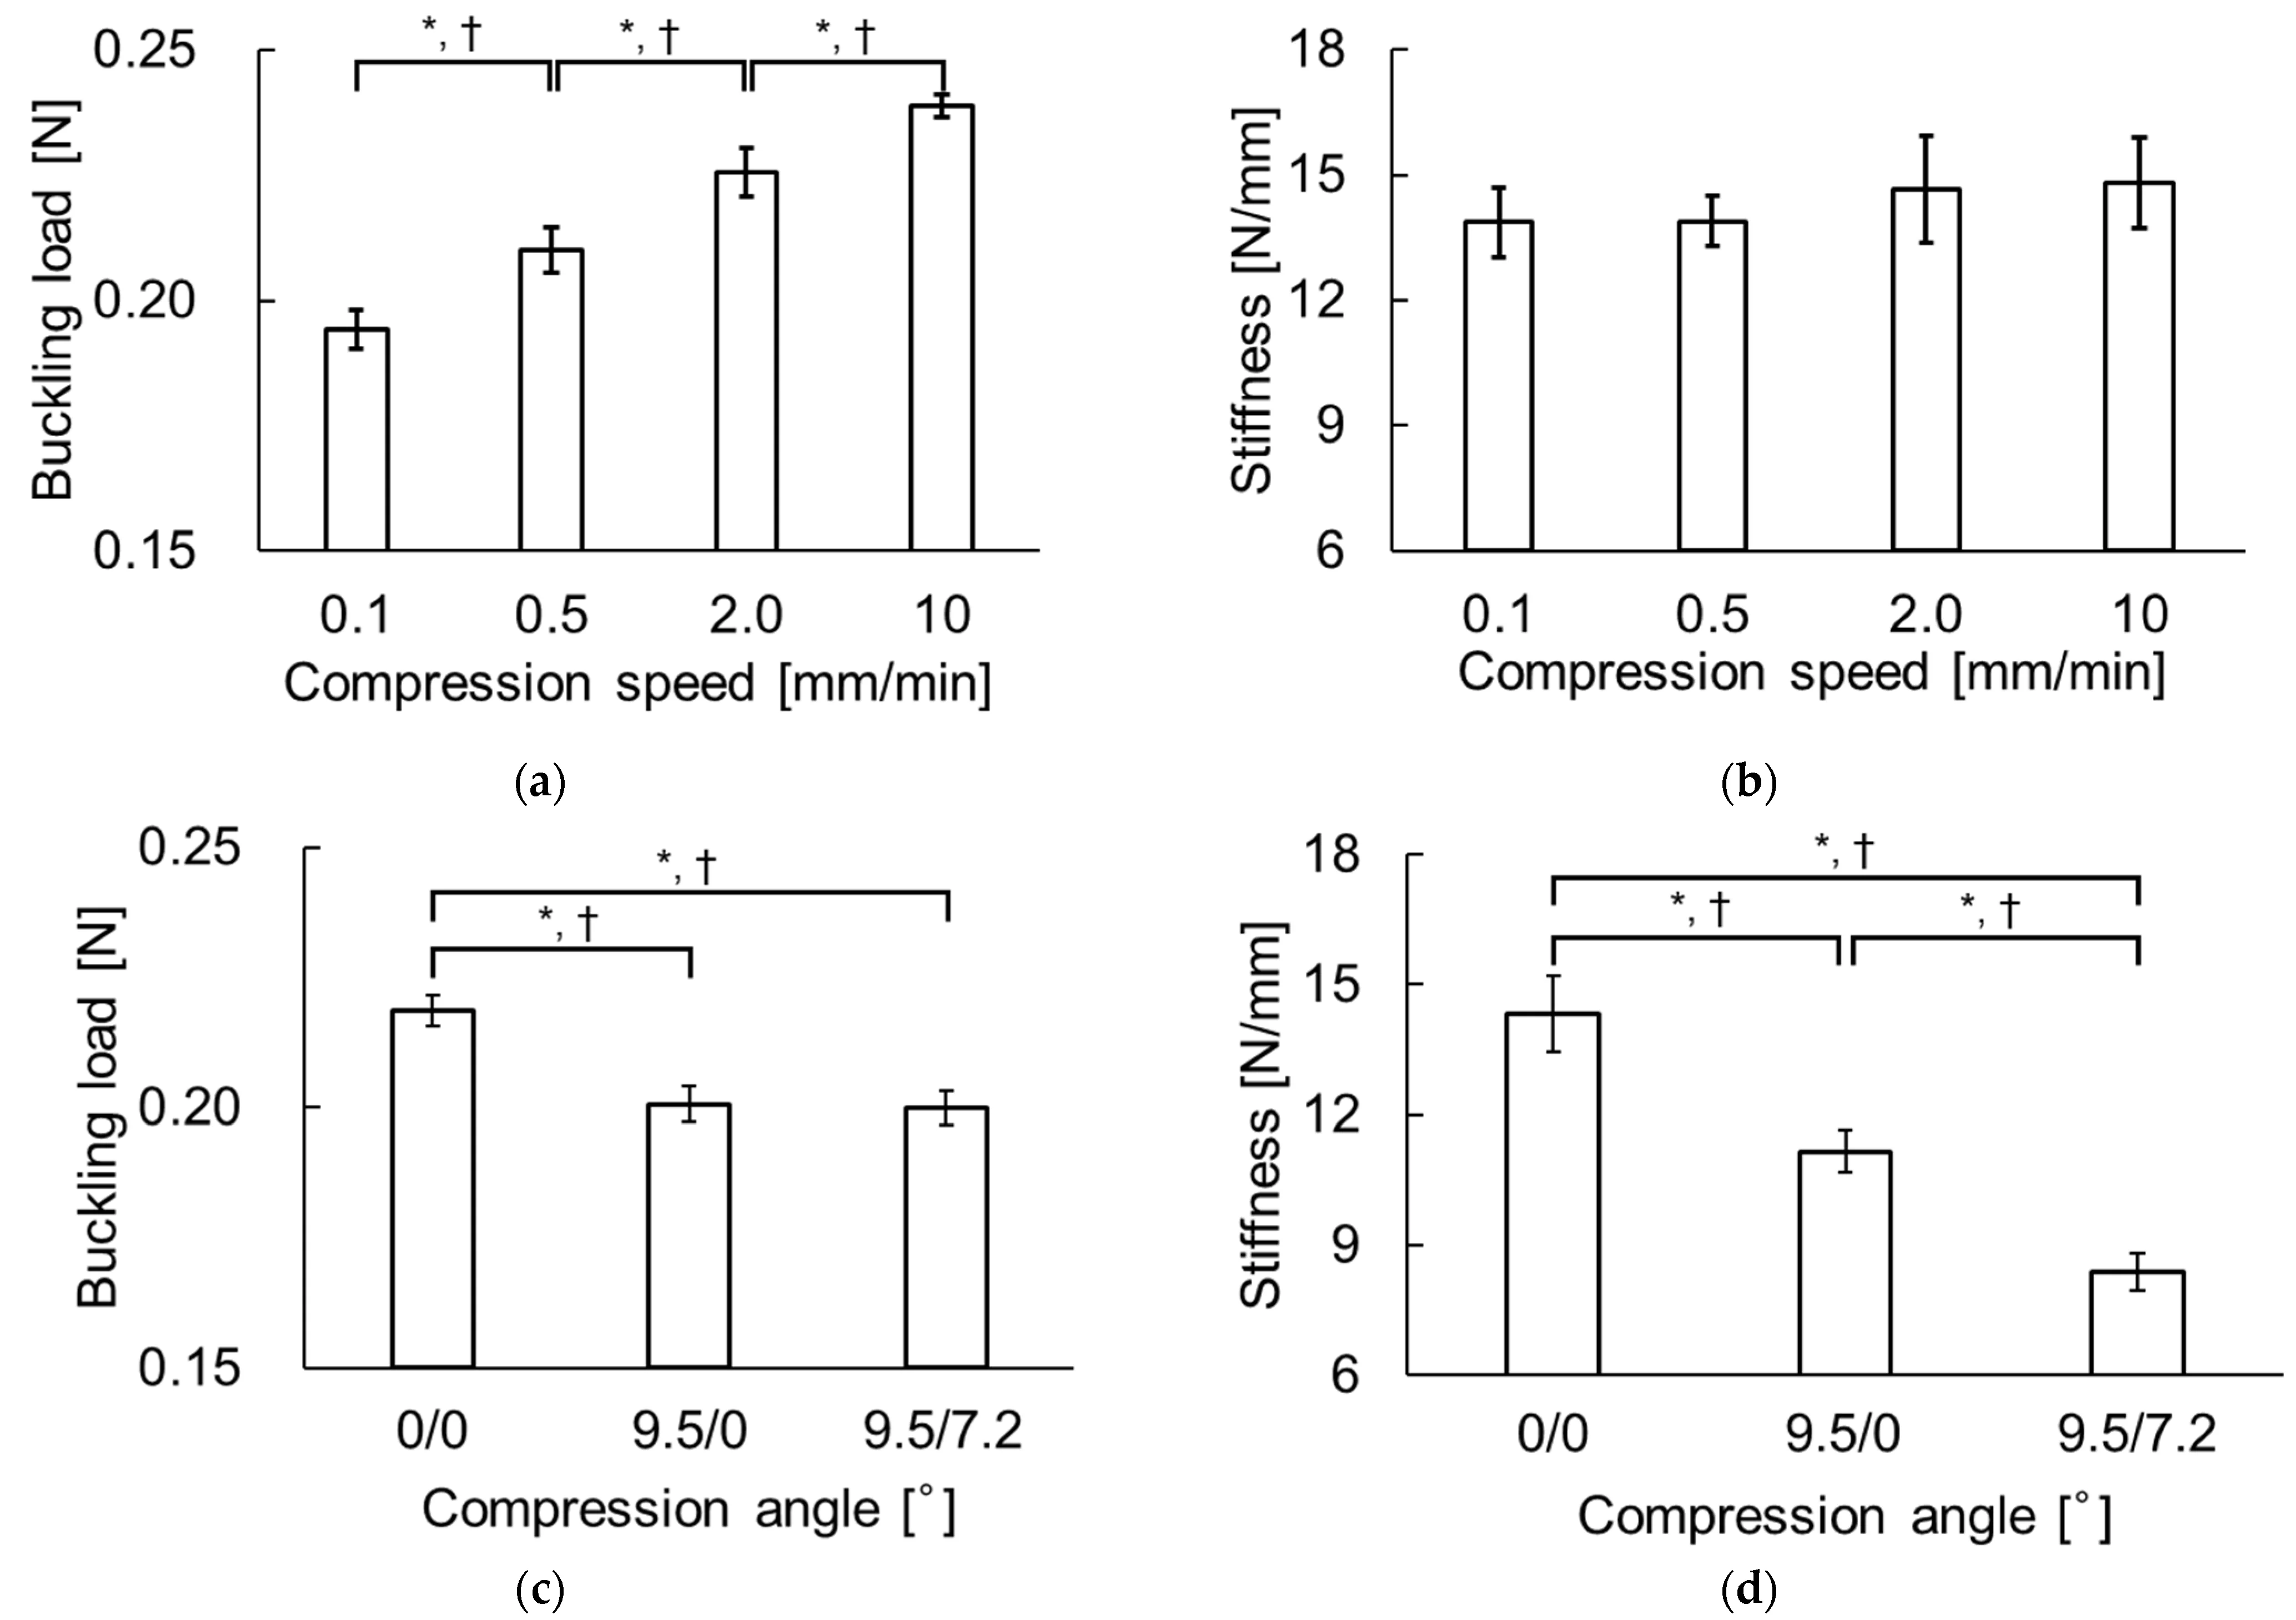 *, † *, † *, †
0.25
0.20
0.15
Buckling load [N]
0.1 0.5 2.0 10
Compression speed [mm/min]
(a)
18
15
12
9
6
Stiffness [N/mm]
0.1 0.5 2.0 10
Compression speed [mm/min]
(b)
0.25
*, †
*, †
0.20
0.15
Buckling load [N]
0/0 9.5/0 9.5/7.2
Compression angle [°]
(c)
18
*, †
*, † *, †
15
12
9
6
Stiffness [N/mm]
0/0 9.5/0 9.5/7.2
Compression angle [°]
(d)